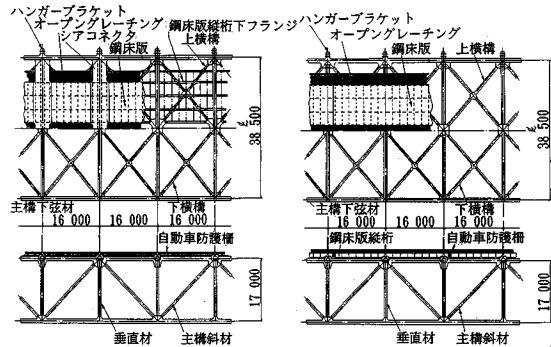 ハンガーブラケット
オープングレーチング
シアコネクタ
鋼床版
鋼床版縦桁下フランジ
上横構
38 500
主構下弦材
下横構
16 000
16 000
16 000
自動車防護柵
17 000
垂直材
主構斜材
ハンガーブラケット
オープングレーチング
鋼床版
上横構
38 500
主構下弦材
下横構
16 000
16 000
16 000
鋼床版縦桁
自動車防護柵
17 000
垂直材
主構斜材